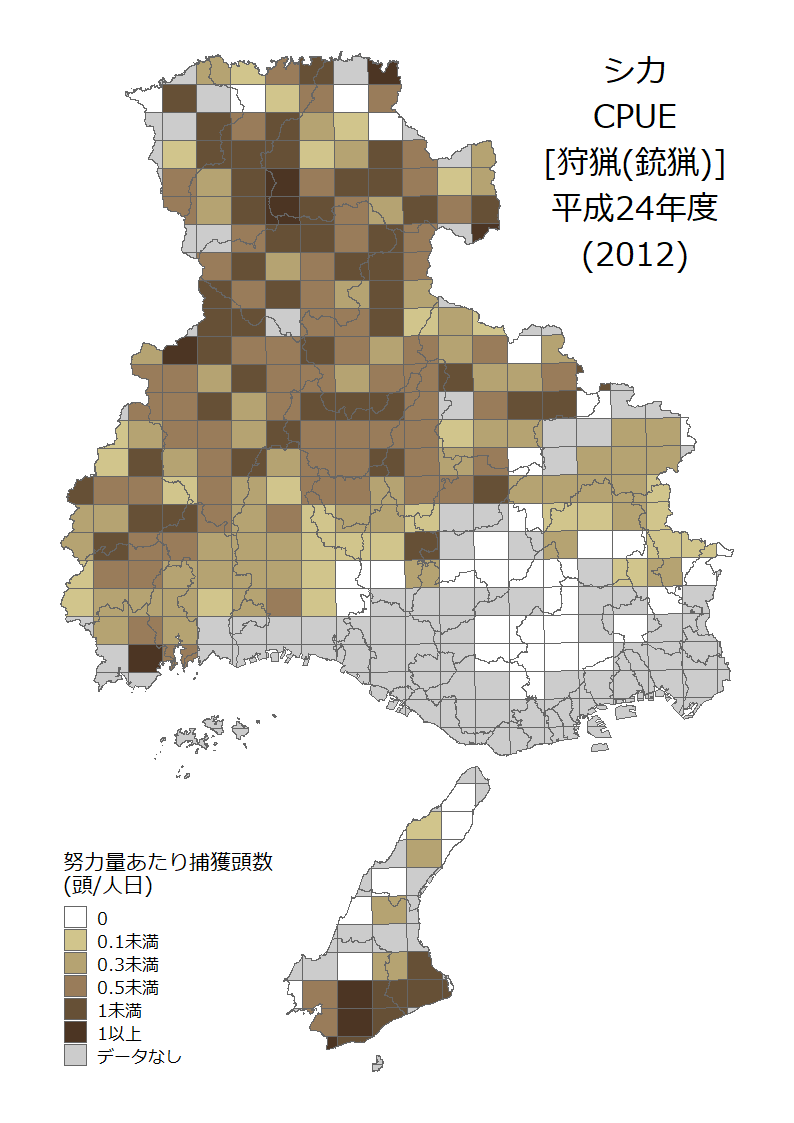 シカ
CPUE
[狩猟(銃猟)]
平成24年度
(2012)
努力量あたり捕獲頭数
(頭/人日)
0
0.1未満
0.3未満
0.5未満
1未満
1以上
データなし